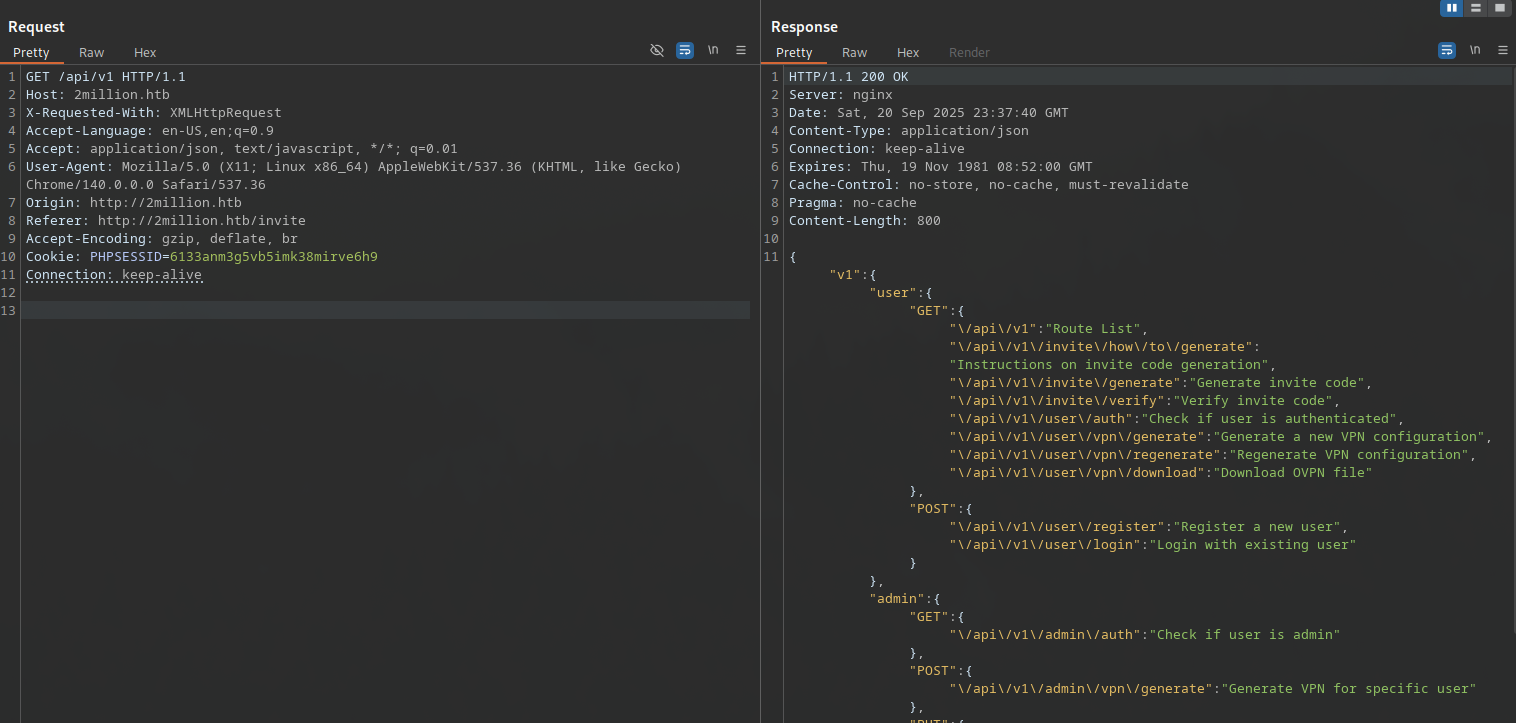 Request
Pretty Raw Hex \n
1 GET /api/v1 HTTP/1.1
2 Host: 2million.htb
3 X-Requested-With: XMLHttpRequest
4 Accept-Language: en-US,en;q=0.9
5 Accept: application/json, text/javascript, */*; q=0.01
6 User-Agent: Mozilla/5.0 (X11; Linux x86_64) AppleWebKit/537.36 (KHTML, like Gecko)
Chrome/140.0.0.0 Safari/537.36
7 Origin: http://2million.htb
8 Referer: http://2million.htb/invite
9 Accept-Encoding: gzip, deflate, br
10 Cookie: PHPSESSID=6133anm3g5vb5imk38mirve6h9
11 Connection: keep-alive
12
13
Response
Pretty Raw Hex Render \n
1 HTTP/1.1 200 OK
2 Server: nginx
3 Date: Sat, 20 Sep 2025 23:37:40 GMT
4 Content-Type: application/json
5 Connection: keep-alive
6 Expires: Thu, 19 Nov 1981 08:52:00 GMT
7 Cache-Control: no-store, no-cache, must-revalidate
8 Pragma: no-cache
9 Content-Length: 800
10
11 {
"v1":{
"user":{
"GET":{
"\/api\/v1":"Route List",
"\/api\/v1\/invite\/how\/to\/generate":
"Instructions on invite code generation",
"\/api\/v1\/invite\/generate":"Generate invite code",
"\/api\/v1\/invite\/verify":"Verify invite code",
"\/api\/v1\/user\/auth":"Check if user is authenticated",
"\/api\/v1\/user\/vpn\/generate":"Generate a new VPN configuration",
"\/api\/v1\/user\/vpn\/regenerate":"Regenerate VPN configuration",
"\/api\/v1\/user\/vpn\/download":"Download OVPN file"
},
"POST":{
"\/api\/v1\/user\/register":"Register a new user",
"\/api\/v1\/user\/login":"Login with existing user"
}
},
"admin":{
"GET":{
"\/api\/v1\/admin\/auth":"Check if user is admin"
},
"POST":{
"\/api\/v1\/admin\/vpn\/generate":"Generate VPN for specific user"
},
"PUT":{